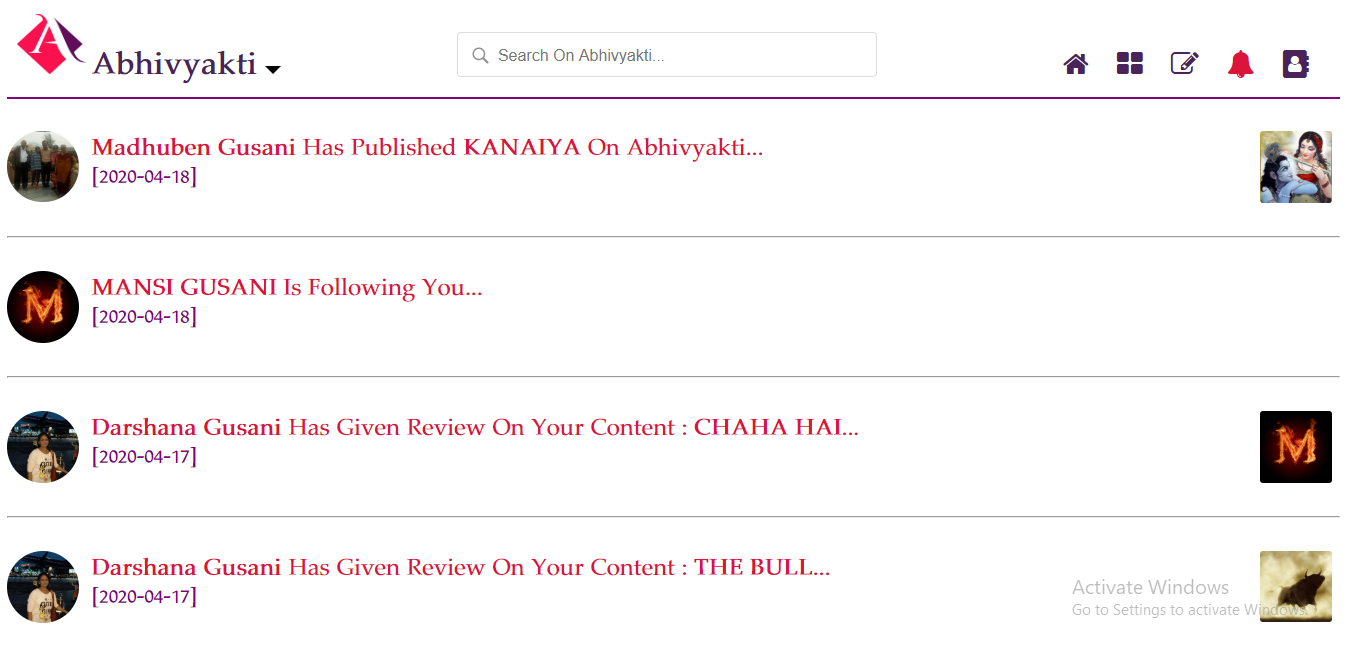 Abhivyakti
Search On Abhivyakti...
Madhuben Gusani Has Published KANAIYA On Abhivyakti...
[2020-04-18]
MANSI GUSANI Is Following You...
[2020-04-18]
M
Darshana Gusani Has Given Review On Your Content : CHAHA HAI...
[2020-04-17]
M
Darshana Gusani Has Given Review On Your Content : THE BULL...
[2020-04-17]
Activate Windows
Go to Settings to activate Windows.